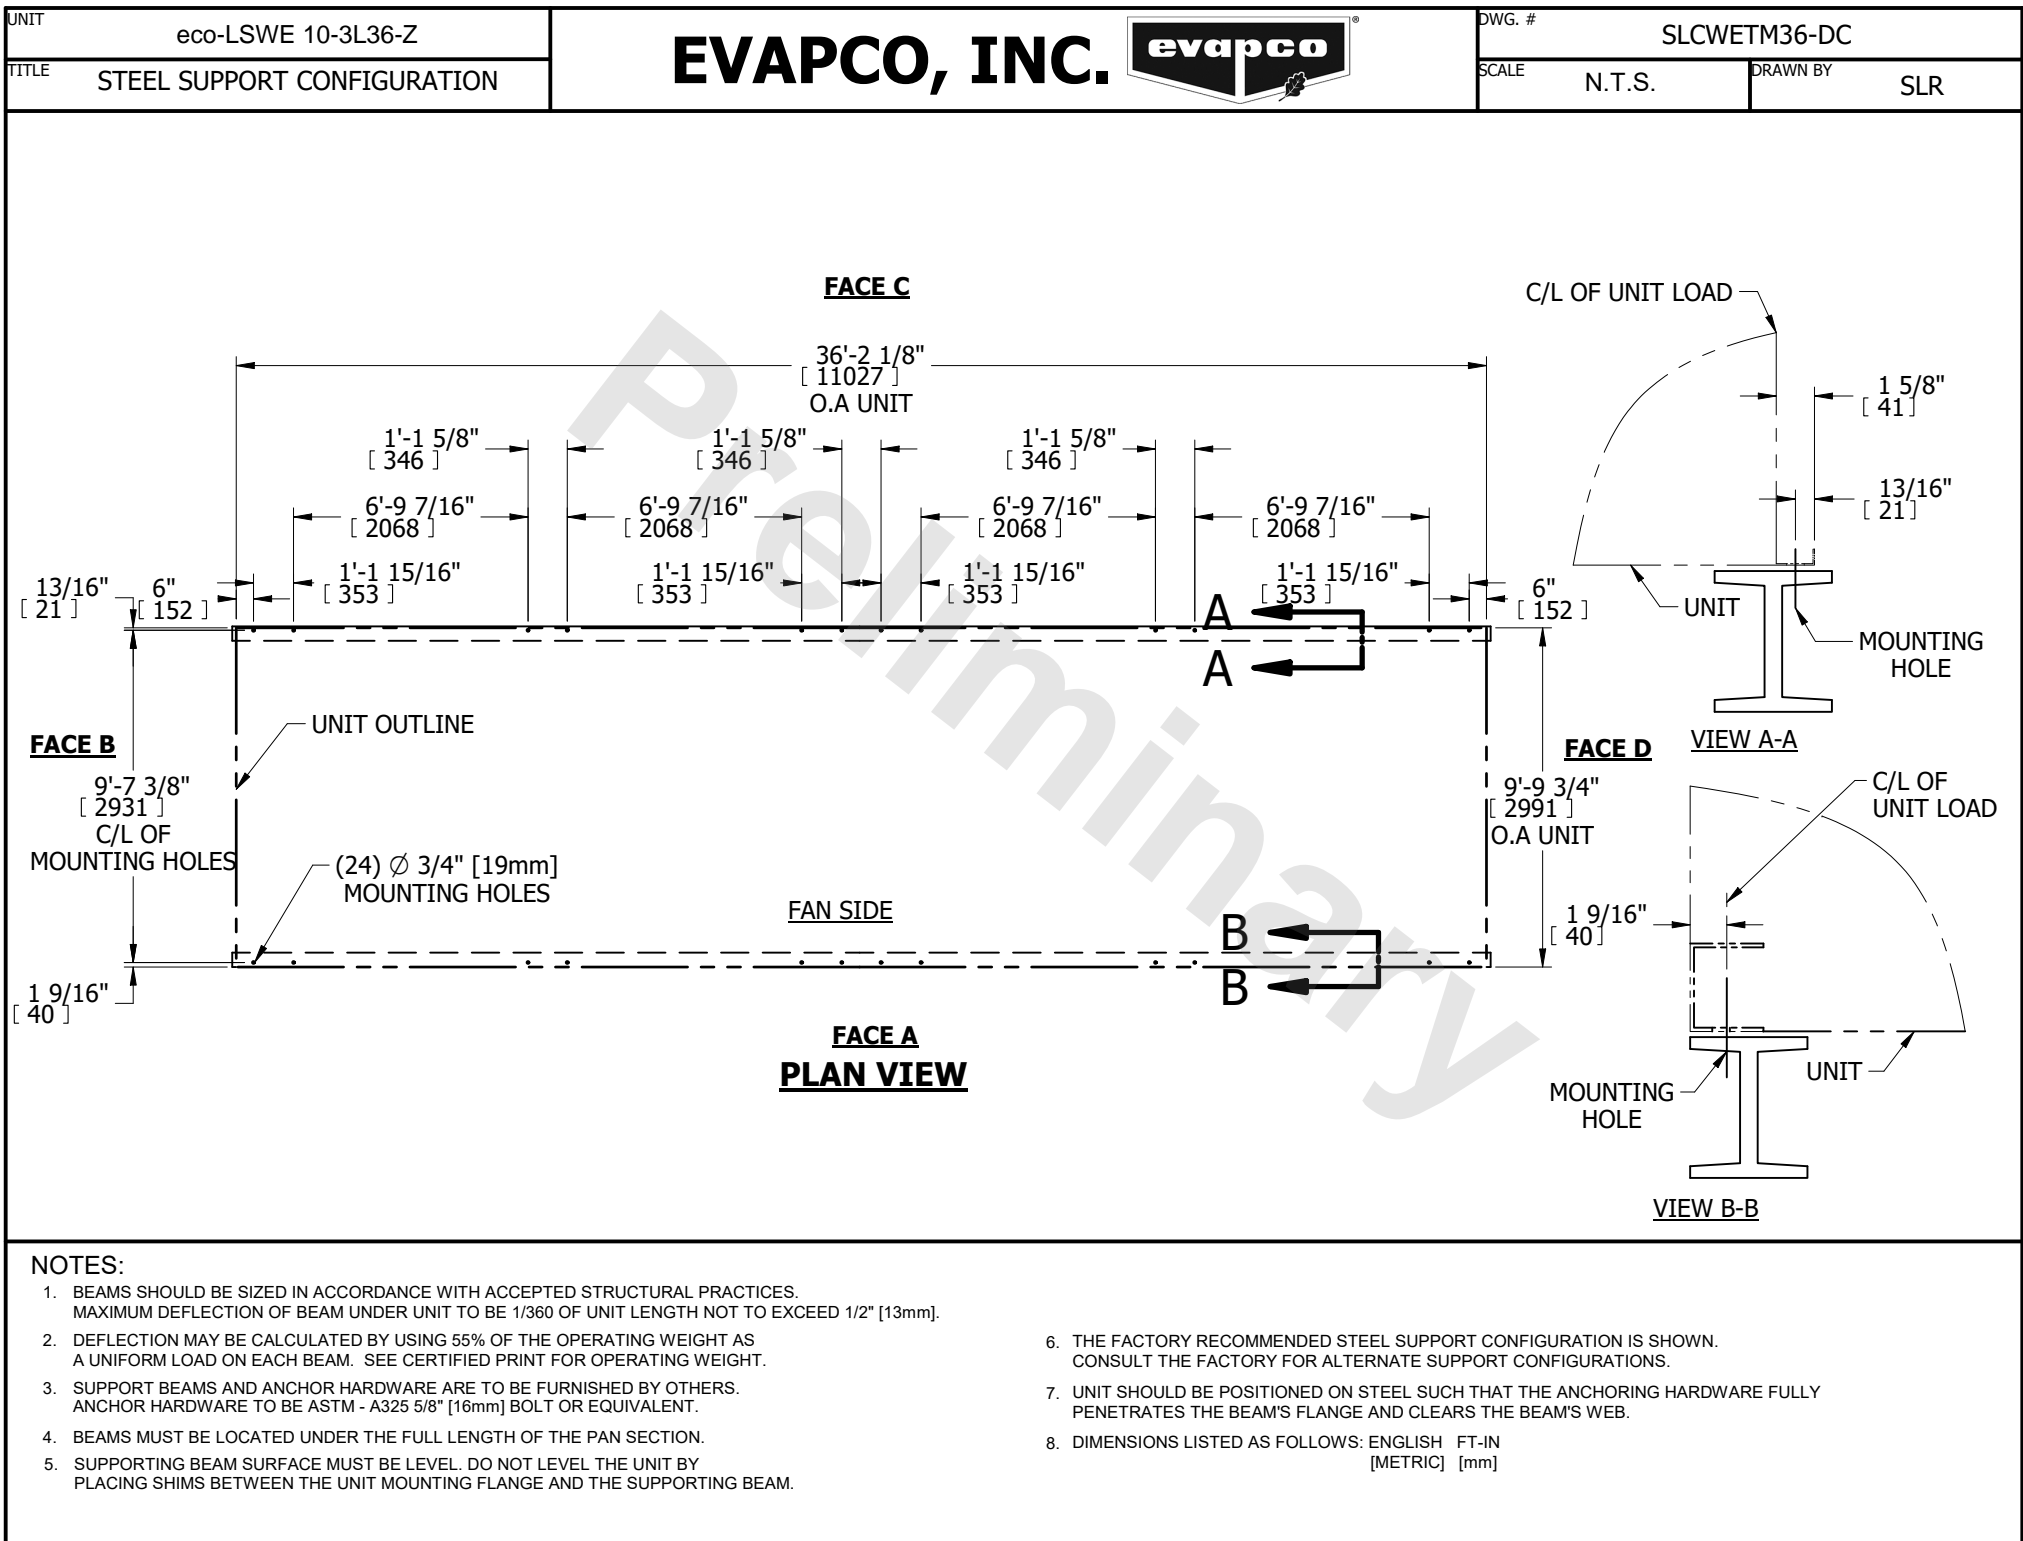 UNIT
eco-LSWE 10-3L36-Z
TITLE
STEEL SUPPORT CONFIGURATION
EVAPCO, INC.
evapco
®
DWG. #
SLCWETM36-DC
SCALE
N.T.S.
DRAWN BY
SLR
FACE C
36'-2 1/8"
[ 11027 ]
O.A UNIT
1'-1 5/8"
[ 346 ]
1'-1 5/8"
[ 346 ]
1'-1 5/8"
[ 346 ]
6'-9 7/16"
[ 2068 ]
6'-9 7/16"
[ 2068 ]
6'-9 7/16"
[ 2068 ]
6'-9 7/16"
[ 2068 ]
13/16"
[ 21 ]
6"
[ 152 ]
1'-1 15/16"
[ 353 ]
1'-1 15/16"
[ 353 ]
1'-1 15/16"
[ 353 ]
1'-1 15/16"
[ 353 ]
6"
[ 152 ]
A
A
UNIT OUTLINE
FACE B
9'-7 3/8"
[ 2931 ]
C/L OF
MOUNTING HOLES
(24) Ø 3/4" [19mm]
MOUNTING HOLES
FAN SIDE
B
B
FACE D
9'-9 3/4"
[ 2991 ]
O.A UNIT
1 9/16"
[ 40 ]
FACE A
PLAN VIEW
Preliminary
C/L OF UNIT LOAD
1 5/8"
[ 41 ]
13/16"
[ 21 ]
UNIT
MOUNTING
HOLE
VIEW A-A
C/L OF
UNIT LOAD
1 9/16"
[ 40 ]
UNIT
MOUNTING
HOLE
VIEW B-B
NOTES:
1. BEAMS SHOULD BE SIZED IN ACCORDANCE WITH ACCEPTED STRUCTURAL PRACTICES.
MAXIMUM DEFLECTION OF BEAM UNDER UNIT TO BE 1/360 OF UNIT LENGTH NOT TO EXCEED 1/2" [13mm].
2. DEFLECTION MAY BE CALCULATED BY USING 55% OF THE OPERATING WEIGHT AS
A UNIFORM LOAD ON EACH BEAM. SEE CERTIFIED PRINT FOR OPERATING WEIGHT.
3. SUPPORT BEAMS AND ANCHOR HARDWARE ARE TO BE FURNISHED BY OTHERS.
ANCHOR HARDWARE TO BE ASTM - A325 5/8" [16mm] BOLT OR EQUIVALENT.
4. BEAMS MUST BE LOCATED UNDER THE FULL LENGTH OF THE PAN SECTION.
5. SUPPORTING BEAM SURFACE MUST BE LEVEL. DO NOT LEVEL THE UNIT BY
PLACING SHIMS BETWEEN THE UNIT MOUNTING FLANGE AND THE SUPPORTING BEAM.
6. THE FACTORY RECOMMENDED STEEL SUPPORT CONFIGURATION IS SHOWN.
CONSULT THE FACTORY FOR ALTERNATE SUPPORT CONFIGURATIONS.
7. UNIT SHOULD BE POSITIONED ON STEEL SUCH THAT THE ANCHORING HARDWARE FULLY
PENETRATES THE BEAM'S FLANGE AND CLEARS THE BEAM'S WEB.
8. DIMENSIONS LISTED AS FOLLOWS: ENGLISH FT-IN
[METRIC] [mm]